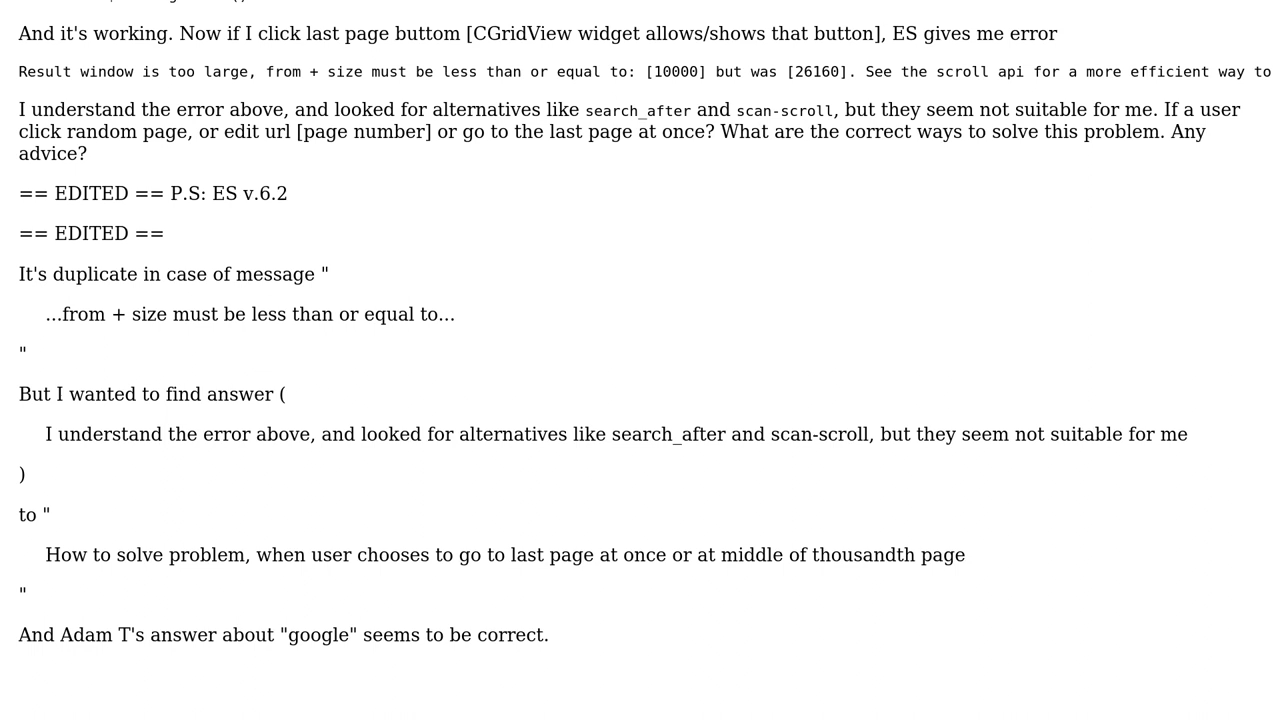 And it's working. Now if I click last page buttom [CGridView widget allows/shows that button], ES gives me error
Result window is too large, from + size must be less than or equal to: [10000] but was [26160]. See the scroll api for a more efficient way to
I understand the error above, and looked for alternatives like search_after and scan-scroll, but they seem not suitable for me. If a user
click random page, or edit url [page number] or go to the last page at once? What are the correct ways to solve this problem. Any
advice?
== EDITED == P.S: ES v.6.2
== EDITED ==
It's duplicate in case of message "
...from + size must be less than or equal to...
"
But I wanted to find answer (
I understand the error above, and looked for alternatives like search_after and scan-scroll, but they seem not suitable for me
)
to "
How to solve problem, when user chooses to go to last page at once or at middle of thousandth page
"
And Adam T's answer about "google" seems to be correct.